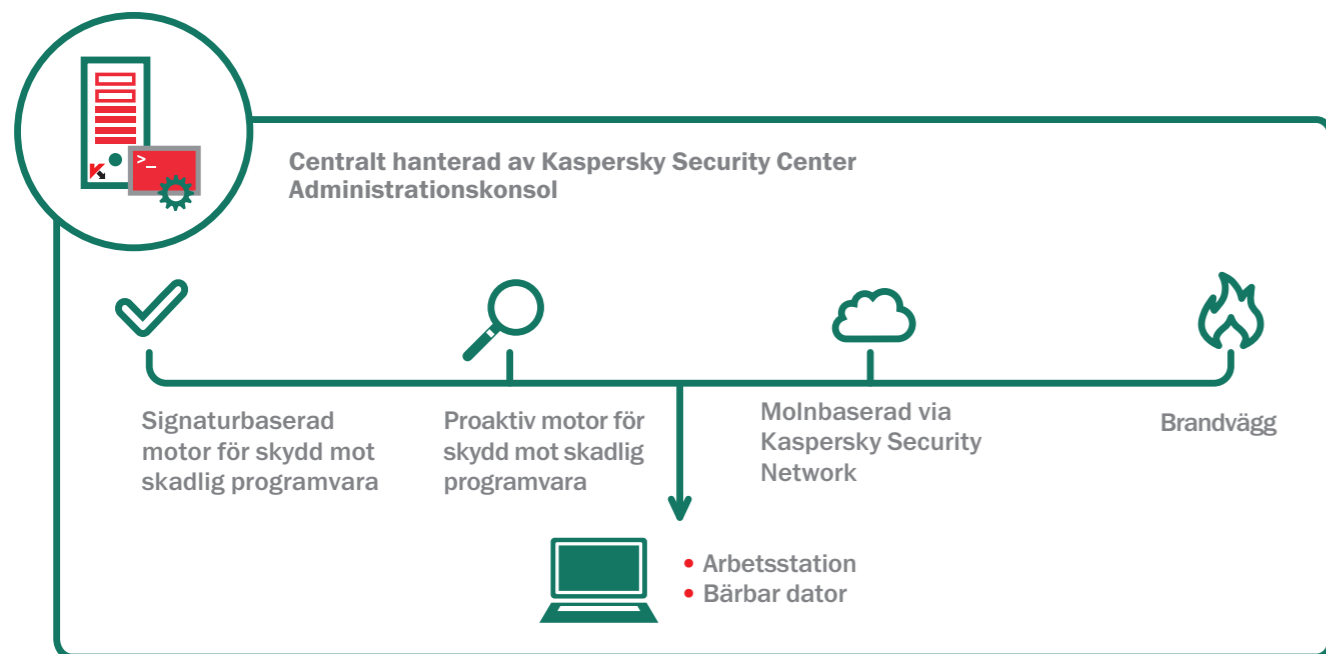 >_
Centralt hanterad av Kaspersky Security Center
Administrationskonsol
Signaturbaserad
motor för skydd mot
skadlig programvara
Proaktiv motor för
skydd mot skadlig
programvara
Molnbaserad via
Kaspersky Security
Network
Brandvägg
• Arbetsstation
• Bärbar dator